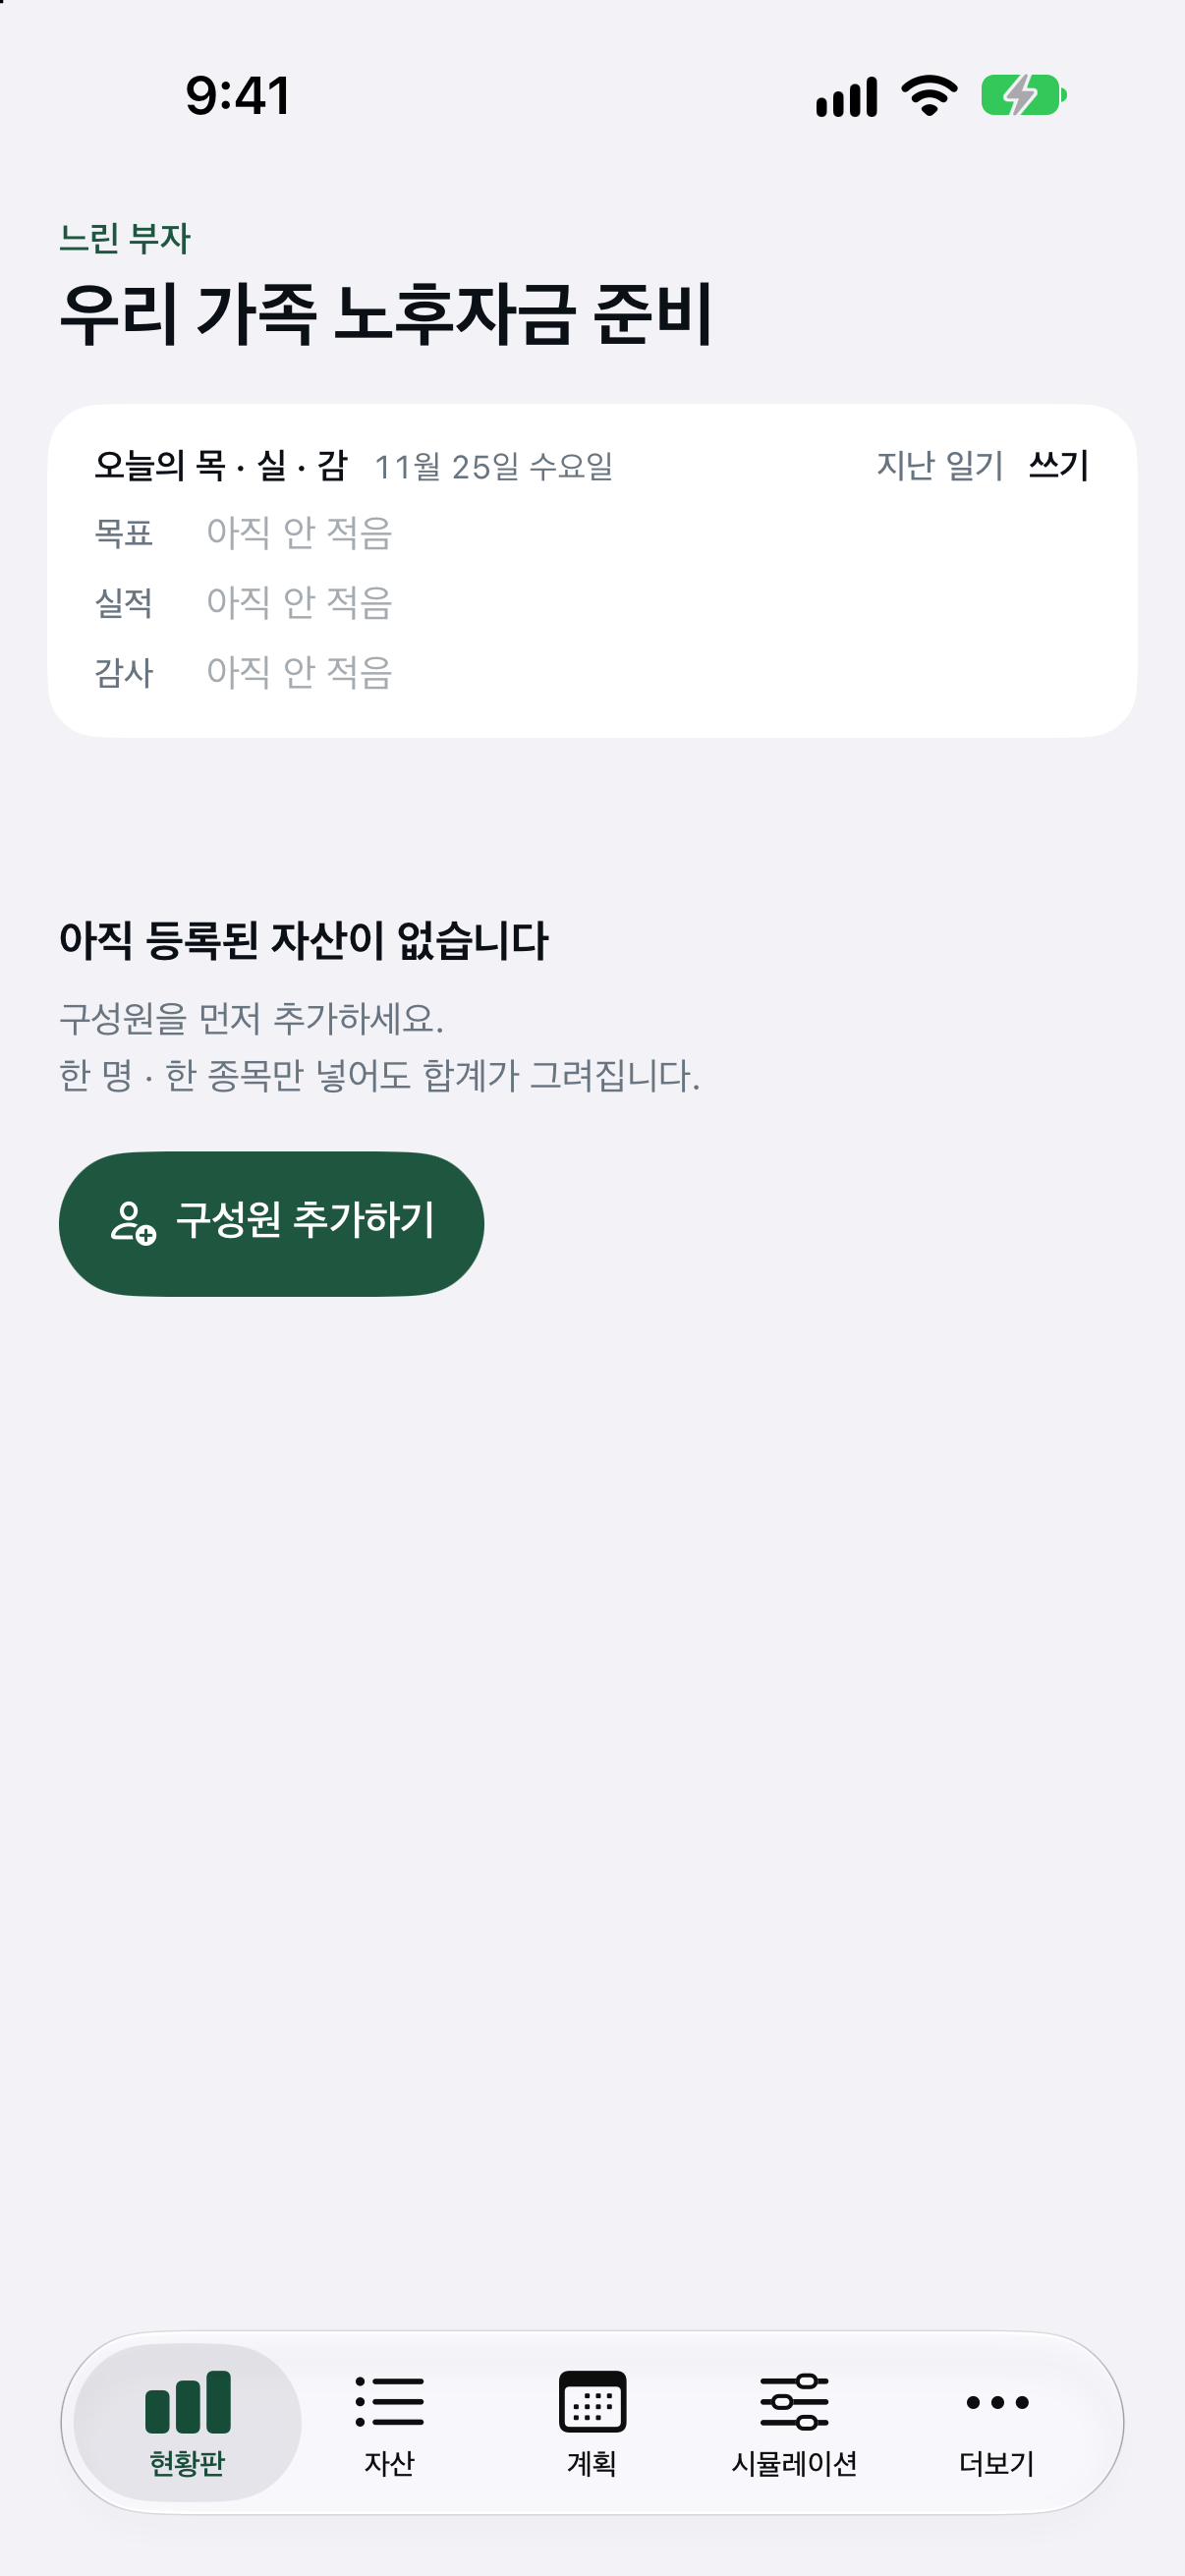 9:41
느린 부자
우리 가족 노후자금 준비
오늘의 목 · 실 · 감 11월 25일 수요일 지난 일기 쓰기
목표 아직 안 적음
실적 아직 안 적음
감사 아직 안 적음
아직 등록된 자산이 없습니다
구성원을 먼저 추가하세요.
한 명 · 한 종목만 넣어도 합계가 그려집니다.
구성원 추가하기
현황판 자산 계획 시뮬레이션 더보기